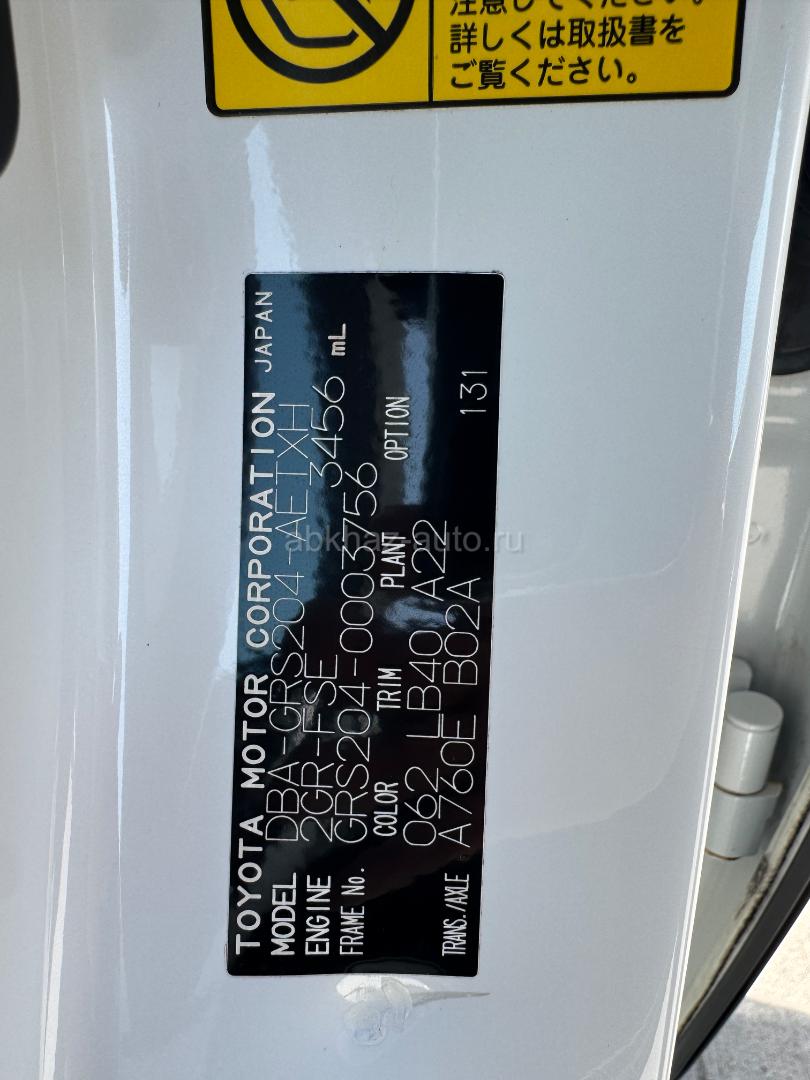 注意してください。
詳しくは取扱書を
ご覧ください。
TOYOTA MOTOR CORPORATION JAPAN
MODEL DBA-GRS204-AETXH
ENGINE 2GR-FSE 3456 mL
FRAME No. GRS204-0003756
COLOR TRIM PLANT OPTION
062 LB40 A22
TRANS./AXLE A760E B02A 131
abkhaz-auto.ru